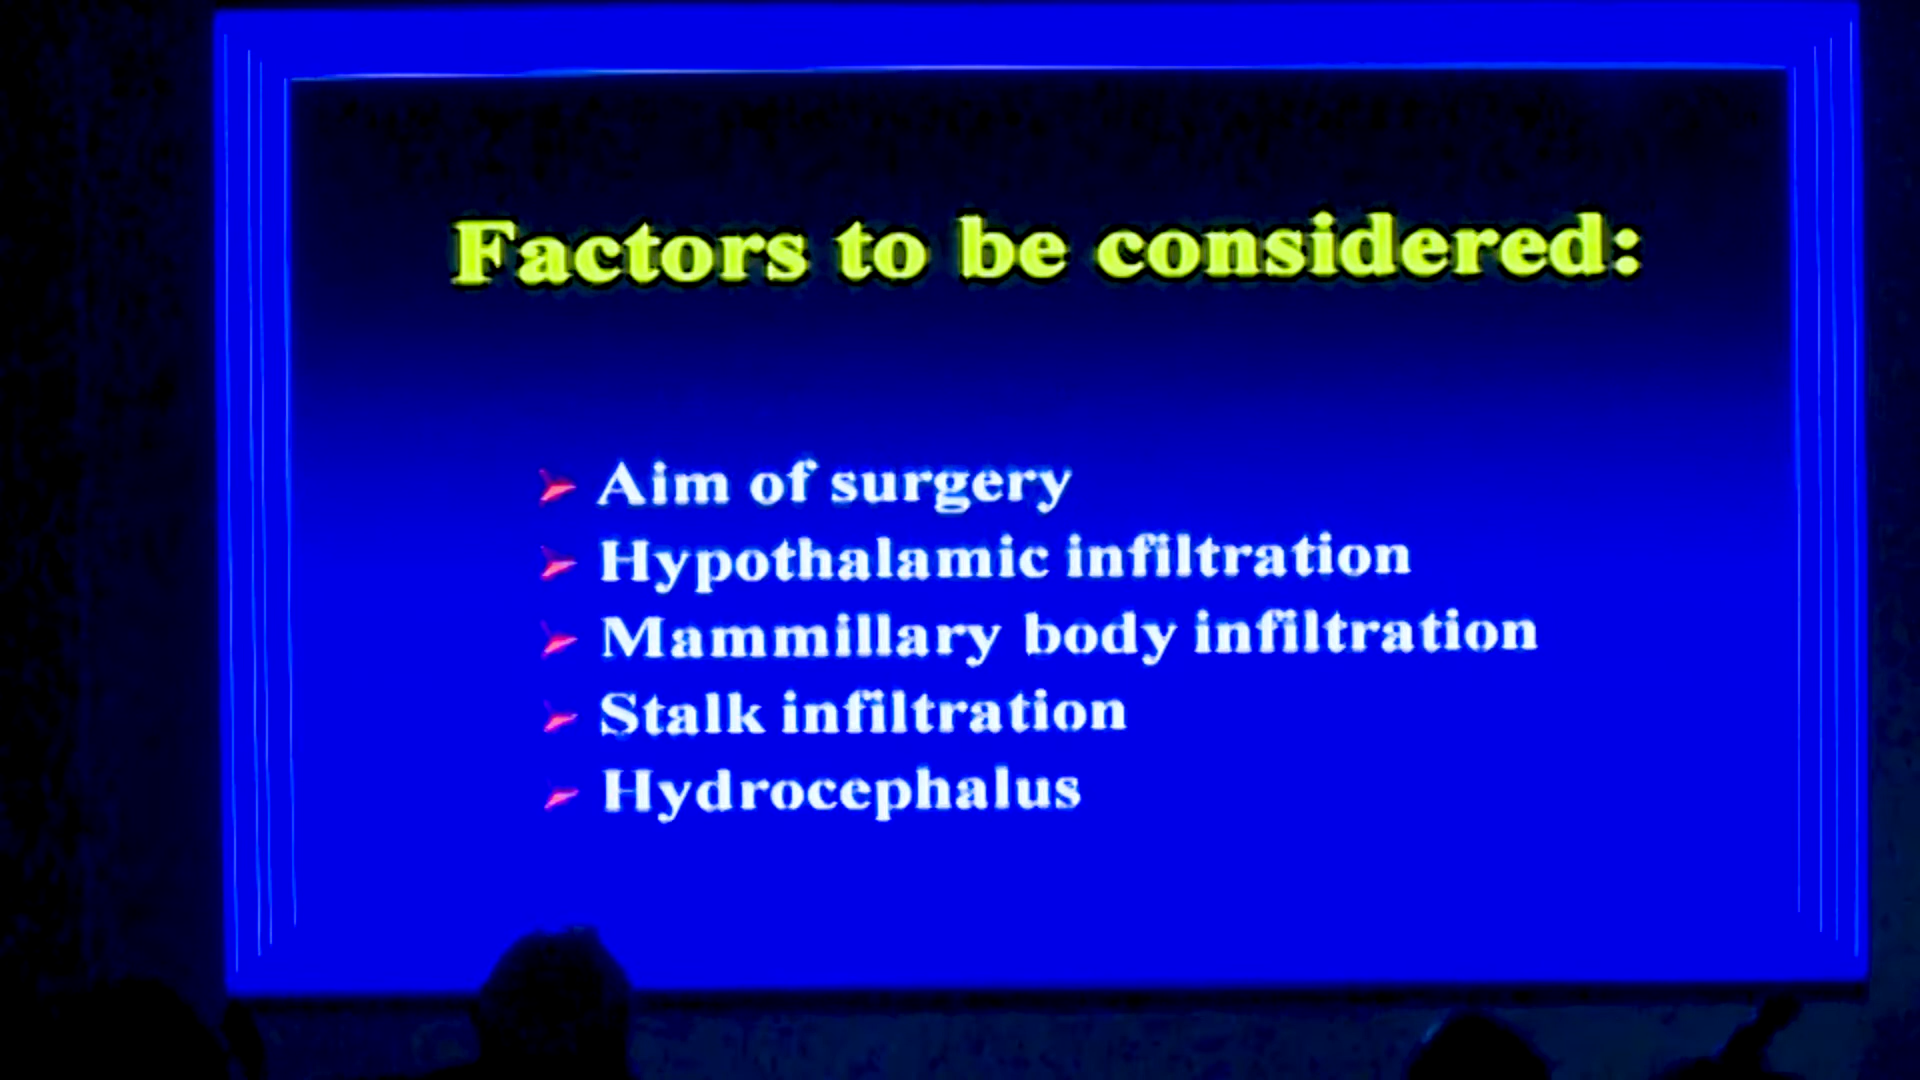 Factors to be considered:
Aim of surgery
Hypothalamic infiltration
Mammillary body infiltration
Stalk infiltration
Hydrocephalus